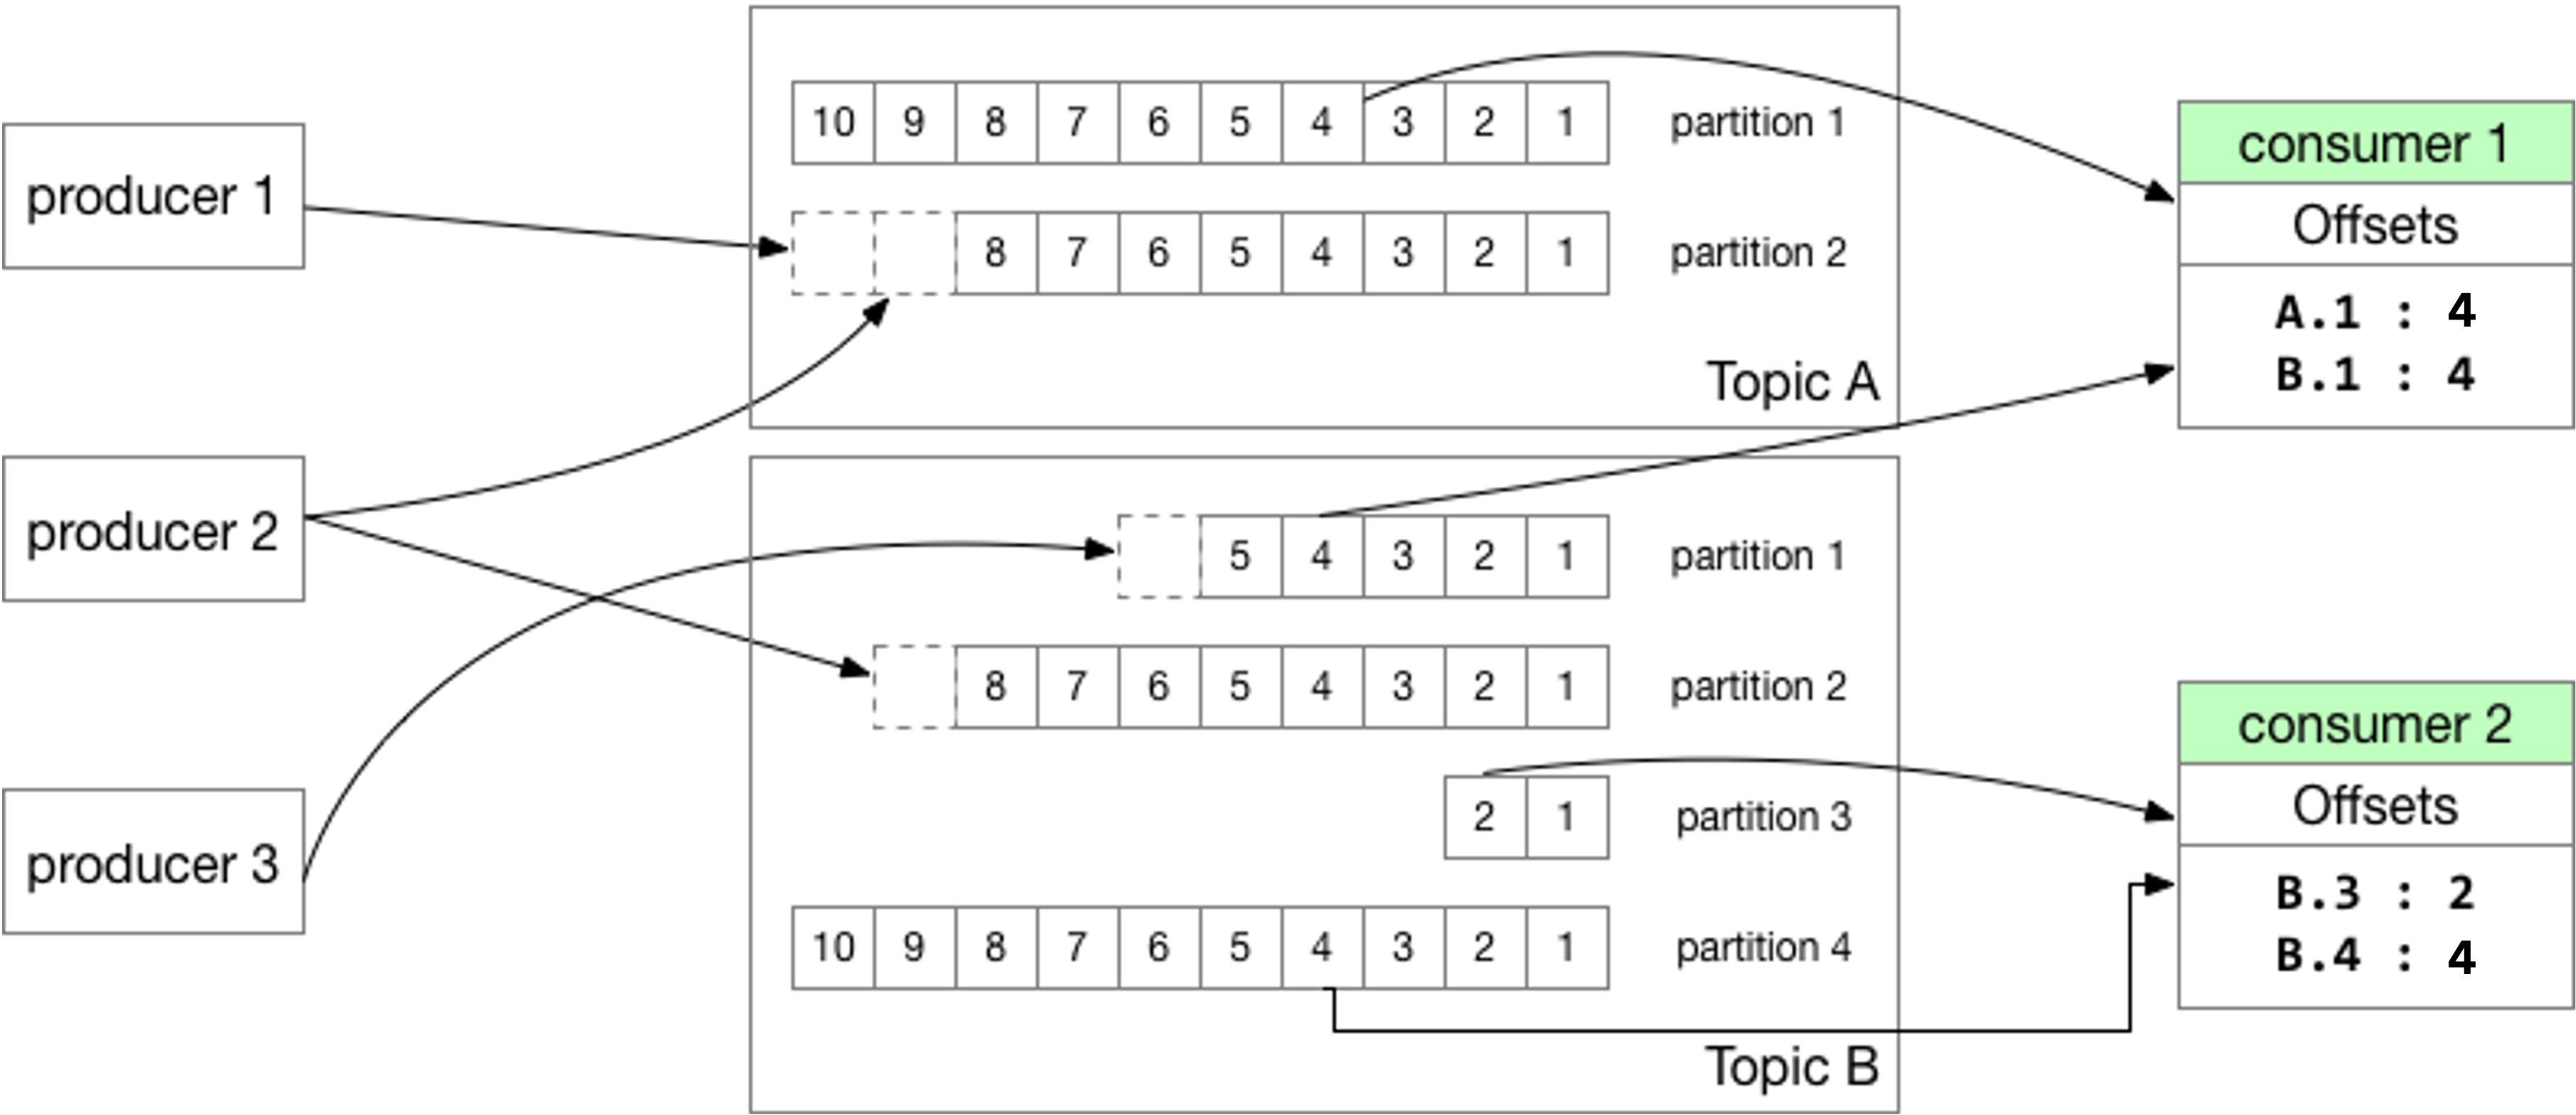 producer 1
producer 2
producer 3
10 9 8 7 6 5 4 3 2 1 partition 1
8 7 6 5 4 3 2 1 partition 2
Topic A
5 4 3 2 1 partition 1
8 7 6 5 4 3 2 1 partition 2
2 1 partition 3
10 9 8 7 6 5 4 3 2 1 partition 4
Topic B
consumer 1
Offsets
A.1 : 4
B.1 : 4
consumer 2
Offsets
B.3 : 2
B.4 : 4